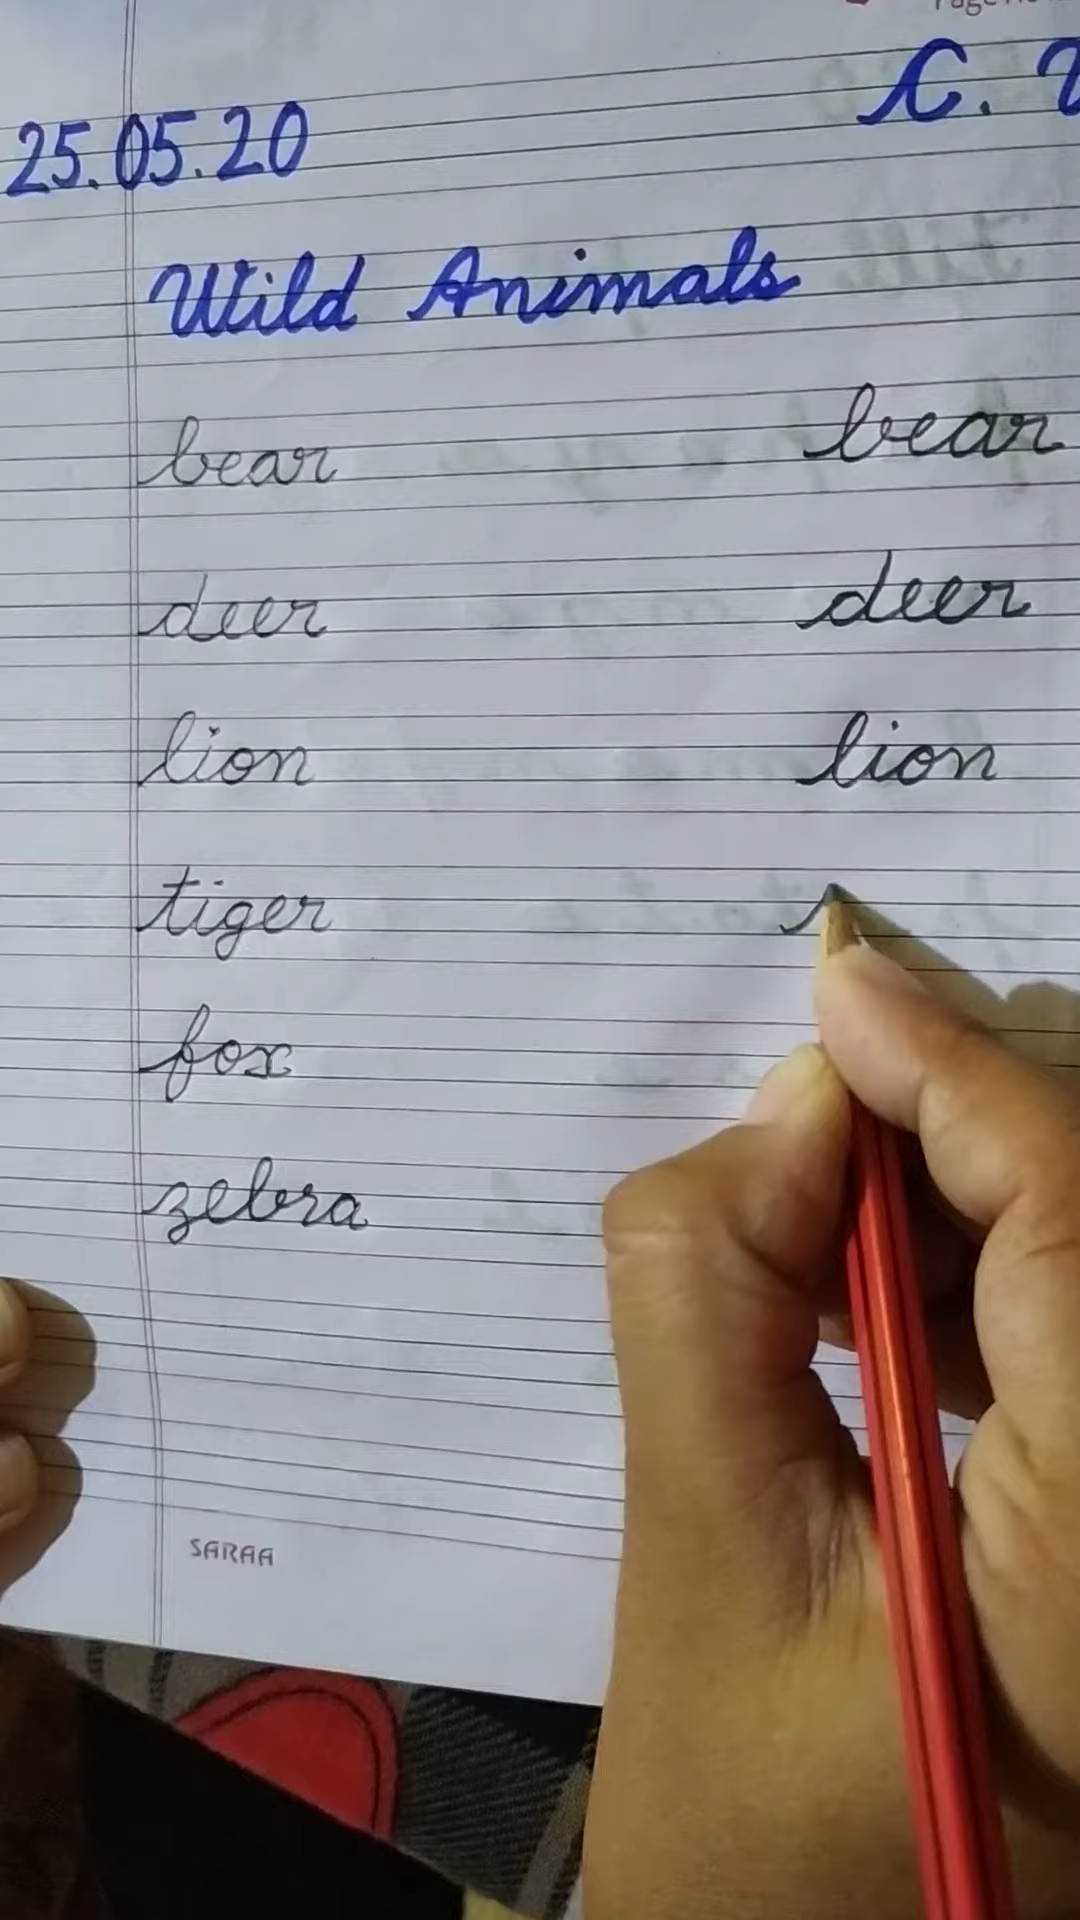 C.
25.05.20
Wild Animals
bear bear
deer deer
lion lion
tiger
fox
zebra
SARAA